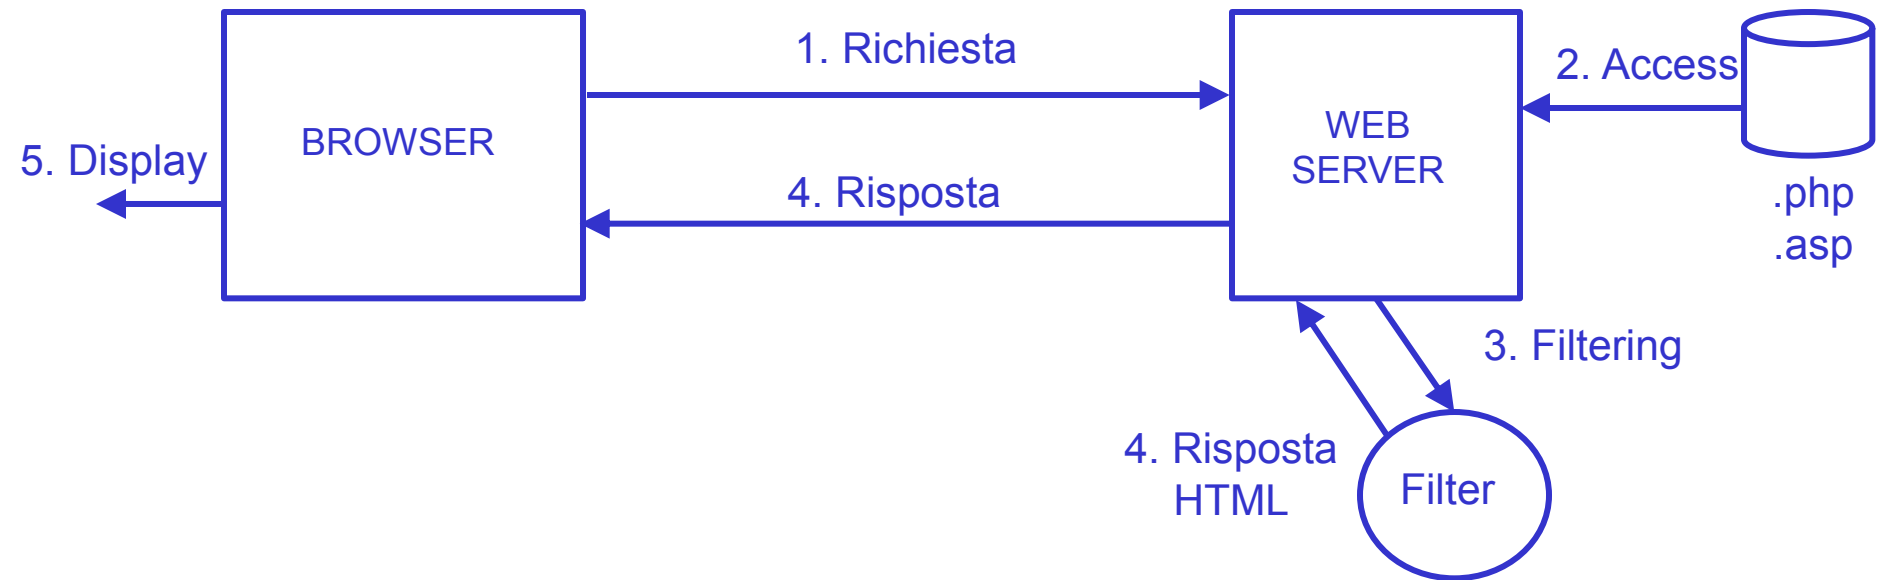 1. Richiesta
2. Access
BROWSER
WEB
SERVER
5. Display
4. Risposta
.php
.asp
3. Filtering
4. Risposta
HTML
Filter